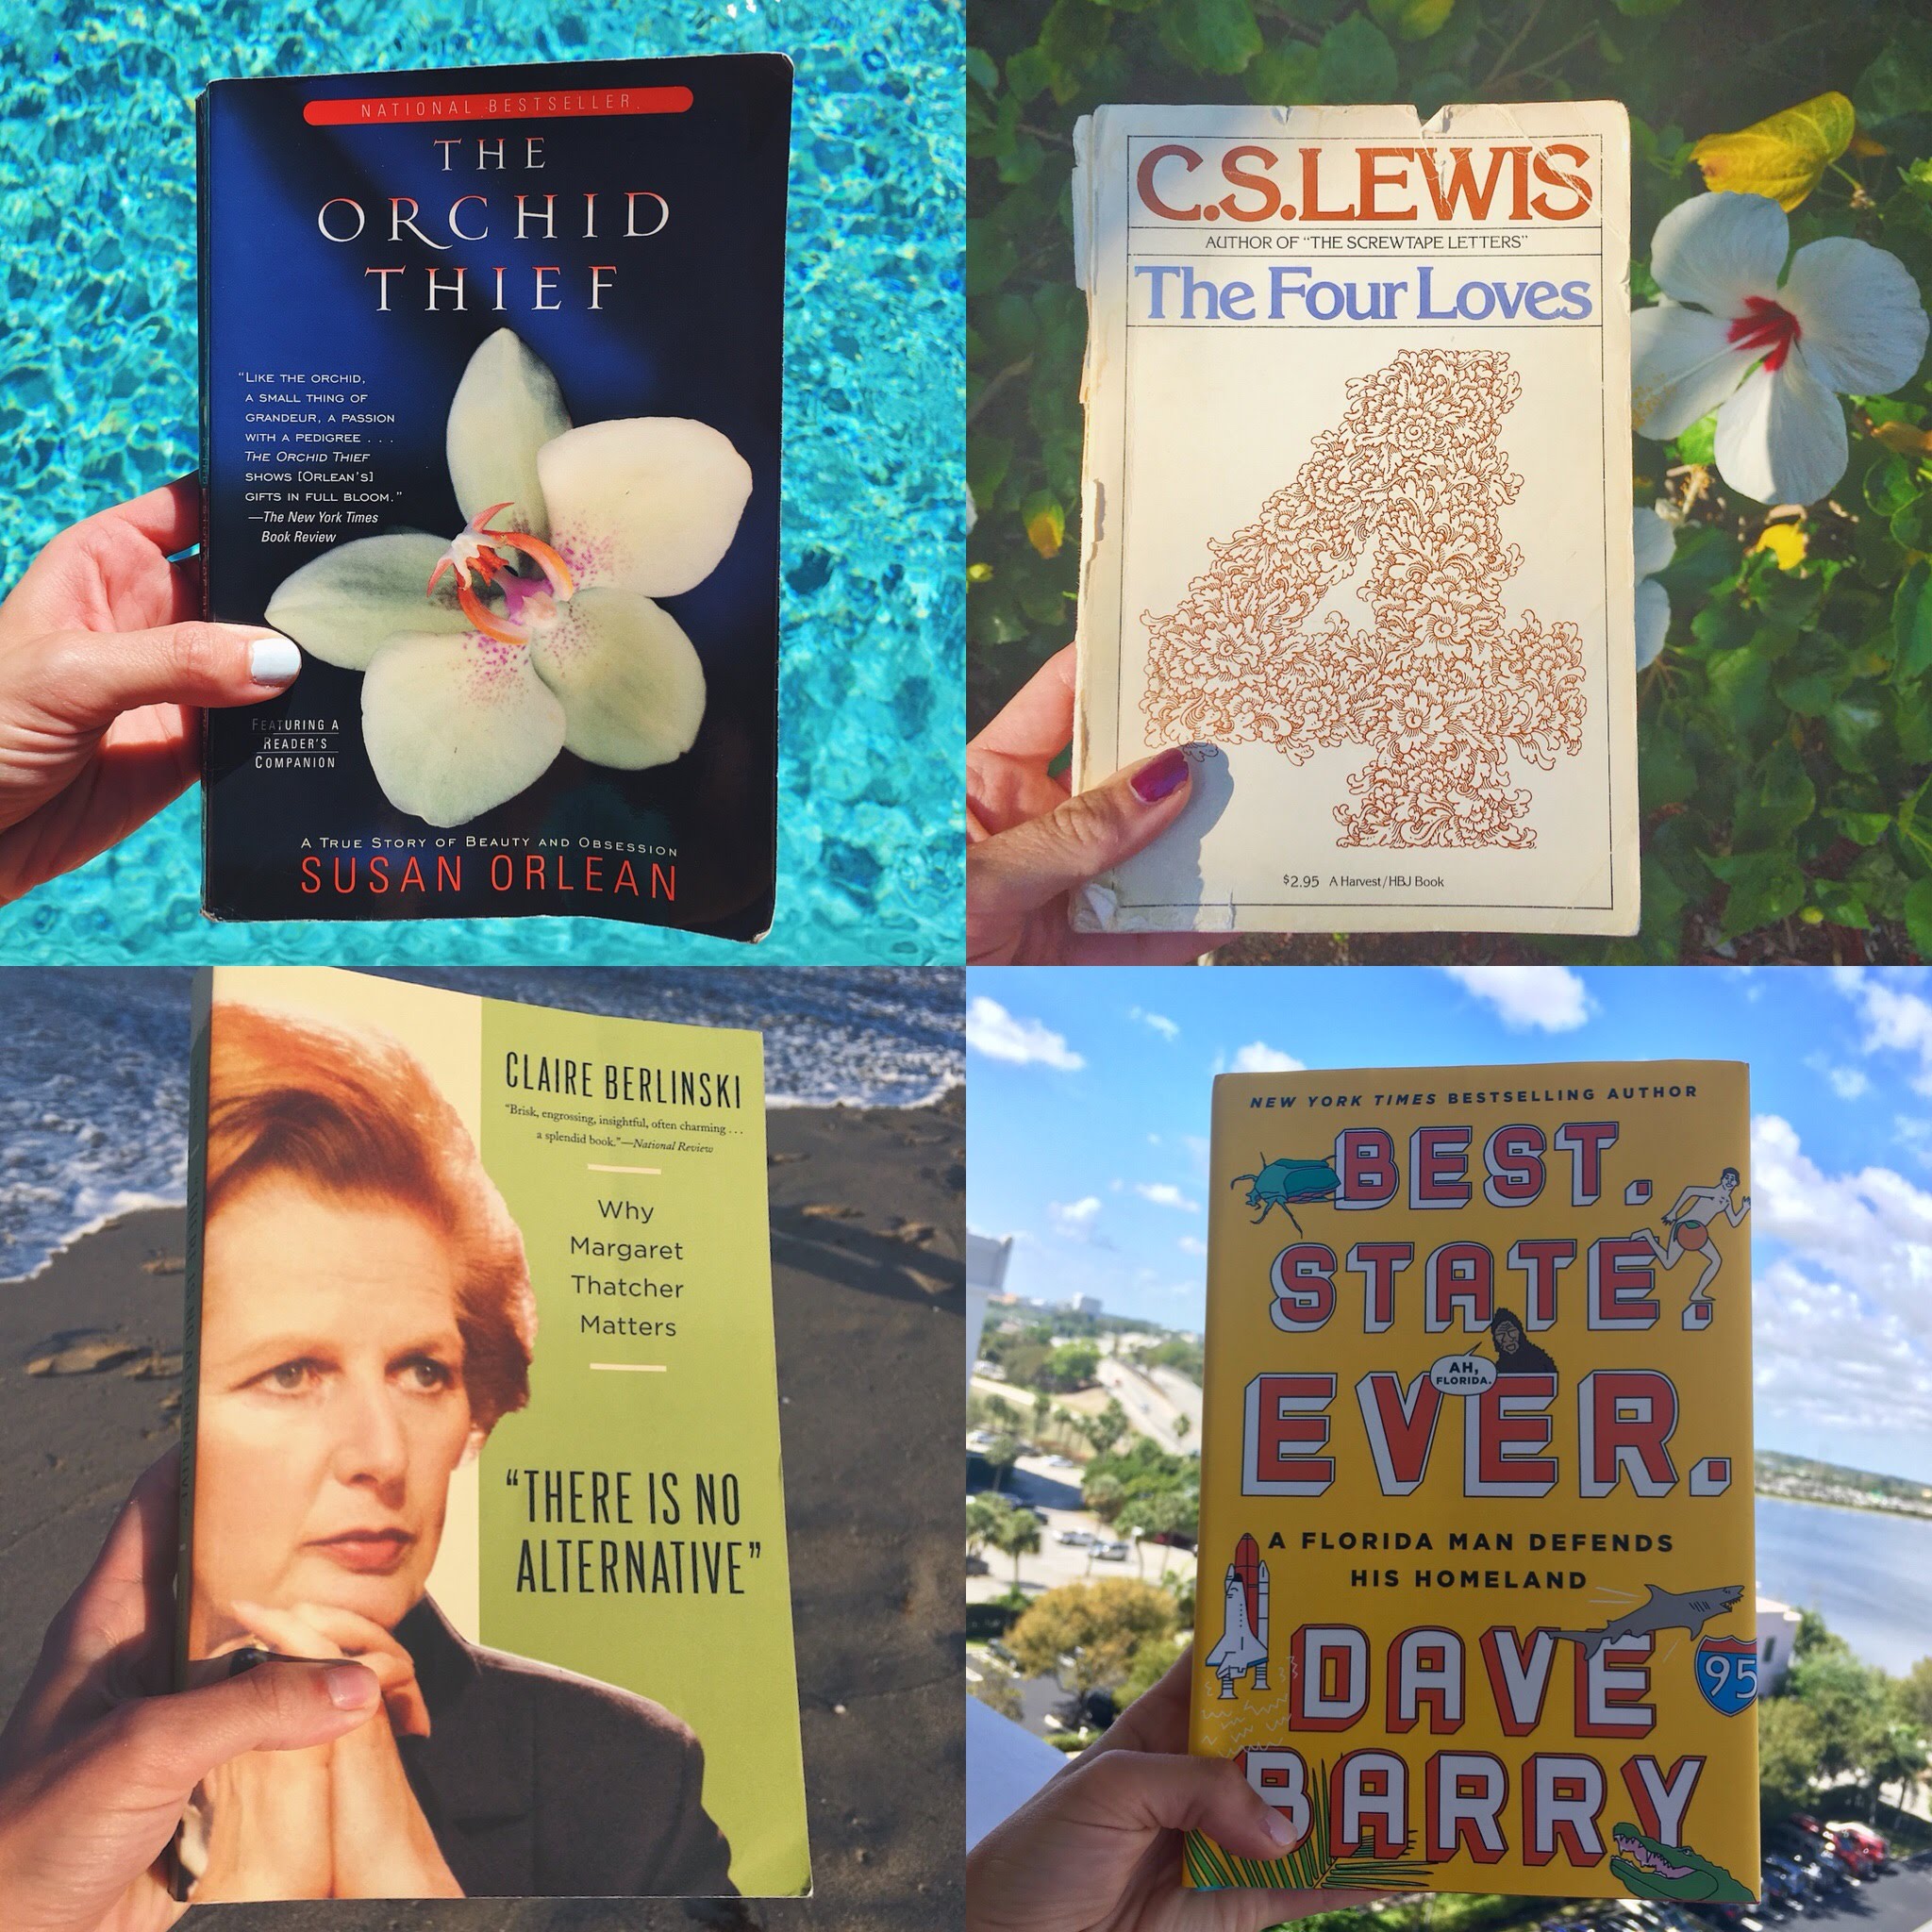 NATIONAL BESTSELLER.
THE
ORCHID
THIEF
“LIKE THE ORCHID,
A SMALL THING OF
GRANDEUR, A PASSION
WITH A PEDIGREE . . .
THE ORCHID THIEF
SHOWS [ORLEAN'S]
GIFTS IN FULL BLOOM.”
—The New York Times
Book Review
FEATURING A
READER'S
COMPANION
A TRUE STORY OF BEAUTY AND OBSESSION
SUSAN ORLEAN
C.S.LEWIS
AUTHOR OF “THE SCREWTAPE LETTERS”
The Four Loves
4
$2.95 A Harvest/HBJ Book
CLAIRE BERLINSKI
“Brisk, engrossing, insightful, often charming . . .
a splendid book.”—National Review
Why
Margaret
Thatcher
Matters
“THERE IS NO
ALTERNATIVE”
NEW YORK TIMES BESTSELLING AUTHOR
BEST.
STATE.
EVER.
AH,
FLORIDA.
A FLORIDA MAN DEFENDS
HIS HOMELAND
DAVE
95
BARRY